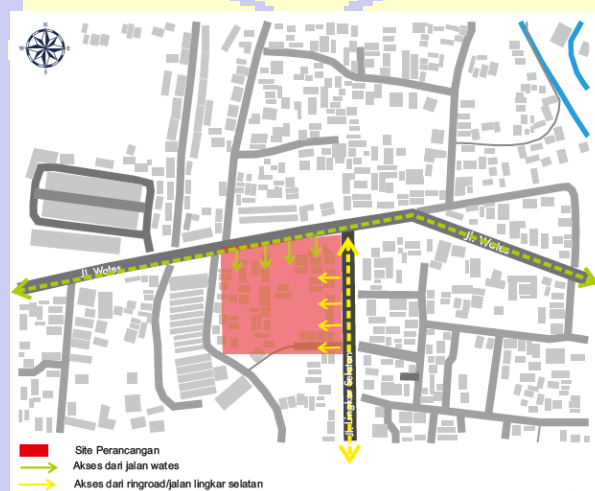 N
W
E
S
Jl. Wates
Jl. Wates
Jl. Lingkar Selatan
Site Perancangan
Akses dari jalan wates
Akses dari ringroad/jalan lingkar selatan